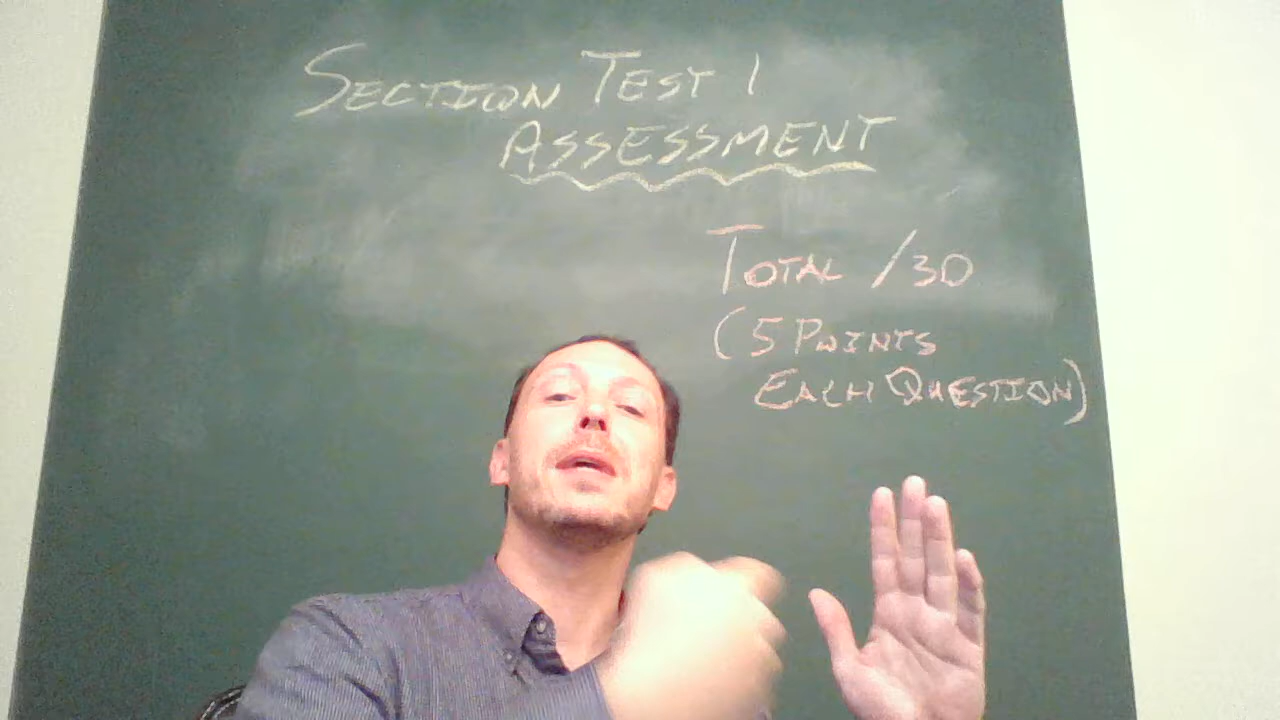 SECTION TEST 1
ASSESSMENT
TOTAL /30
(5 POINTS
EACH QUESTION)